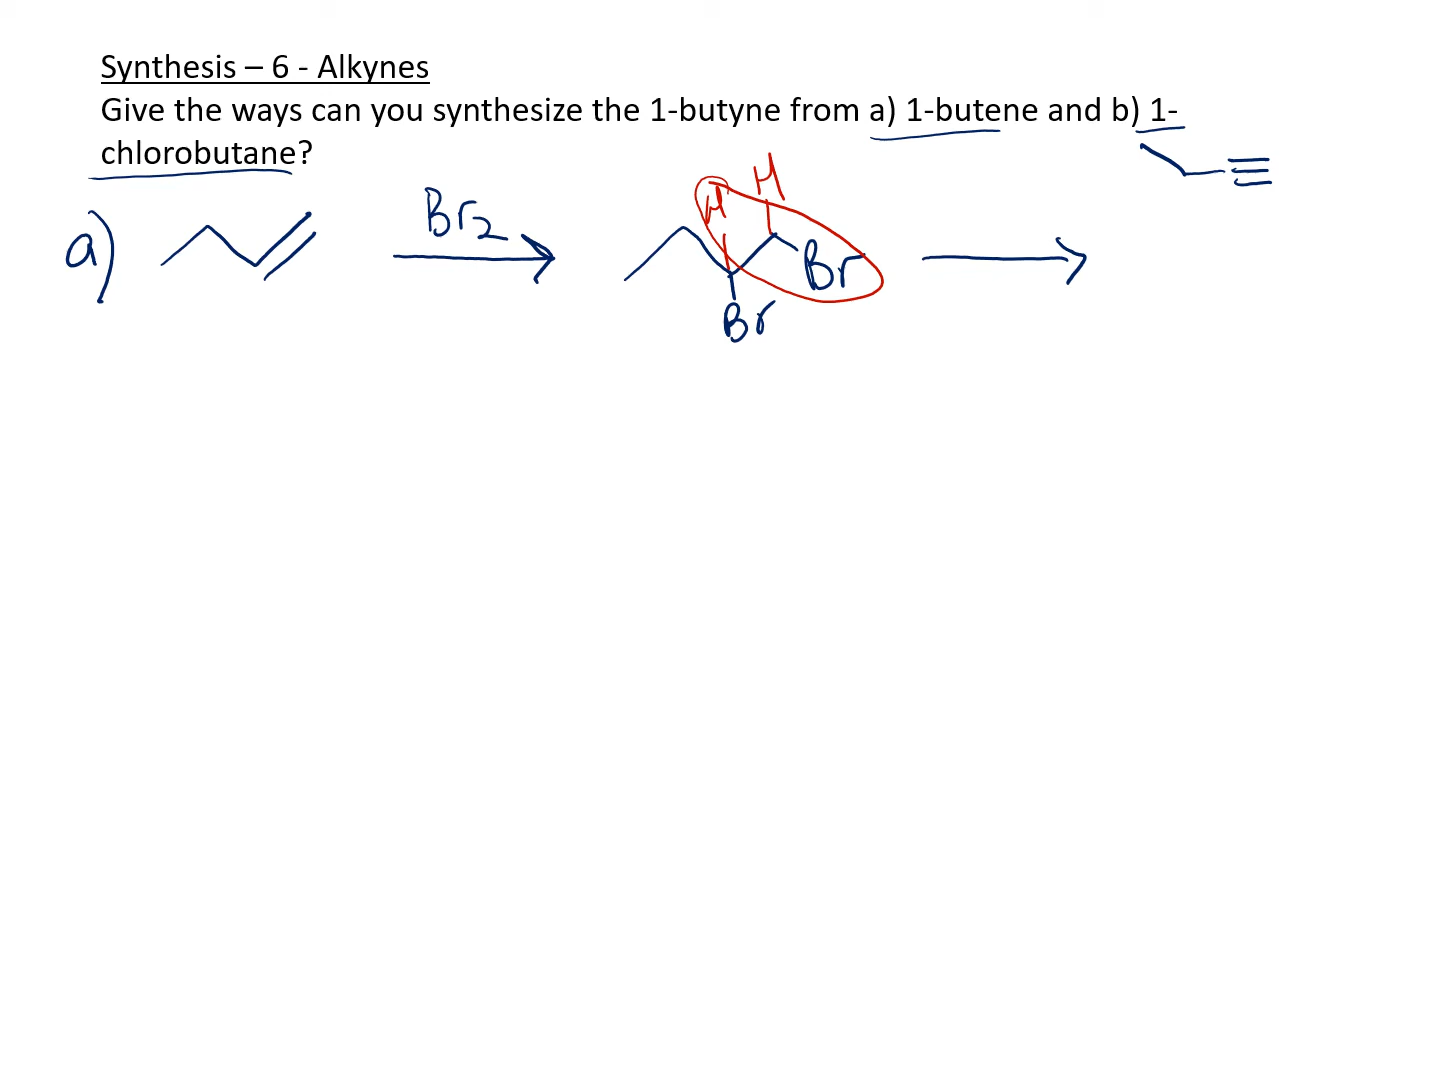 Synthesis – 6 - Alkynes
Give the ways can you synthesize the 1-butyne from a) 1-butene and b) 1-
chlorobutane?
a)
Br2
H H
Br
Br